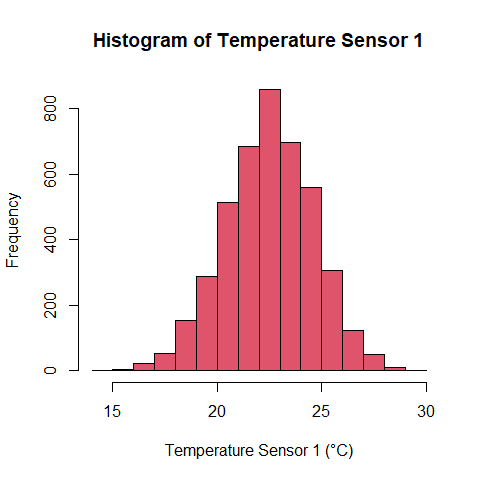 Histogram of Temperature Sensor 1
Frequency
800
600
400
200
0
15 20 25 30
Temperature Sensor 1 (°C)